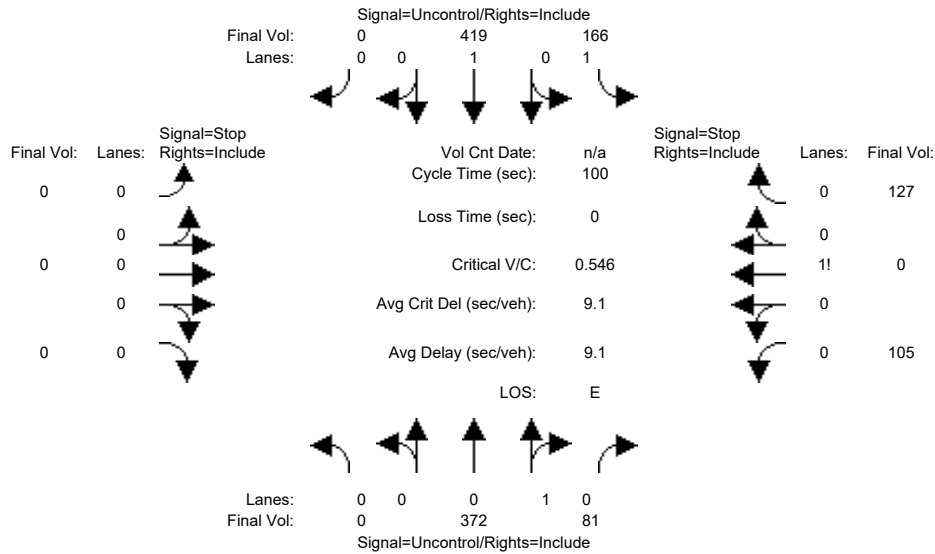 Signal=Uncontrol/Rights=Include
Final Vol: 0 419 166
Lanes: 0 0 1 0 1
Signal=Stop
Final Vol: Lanes: Rights=Include
Vol Cnt Date: n/a
Signal=Stop
Rights=Include Lanes: Final Vol:
0 0
Cycle Time (sec): 100
0 127
0
Loss Time (sec): 0
0
0 0
Critical V/C: 0.546
1! 0
0
Avg Crit Del (sec/veh): 9.1
0
0 0
Avg Delay (sec/veh): 9.1
0 105
LOS: E
Lanes: 0 0 0 1 0
Final Vol: 0 372 81
Signal=Uncontrol/Rights=Include